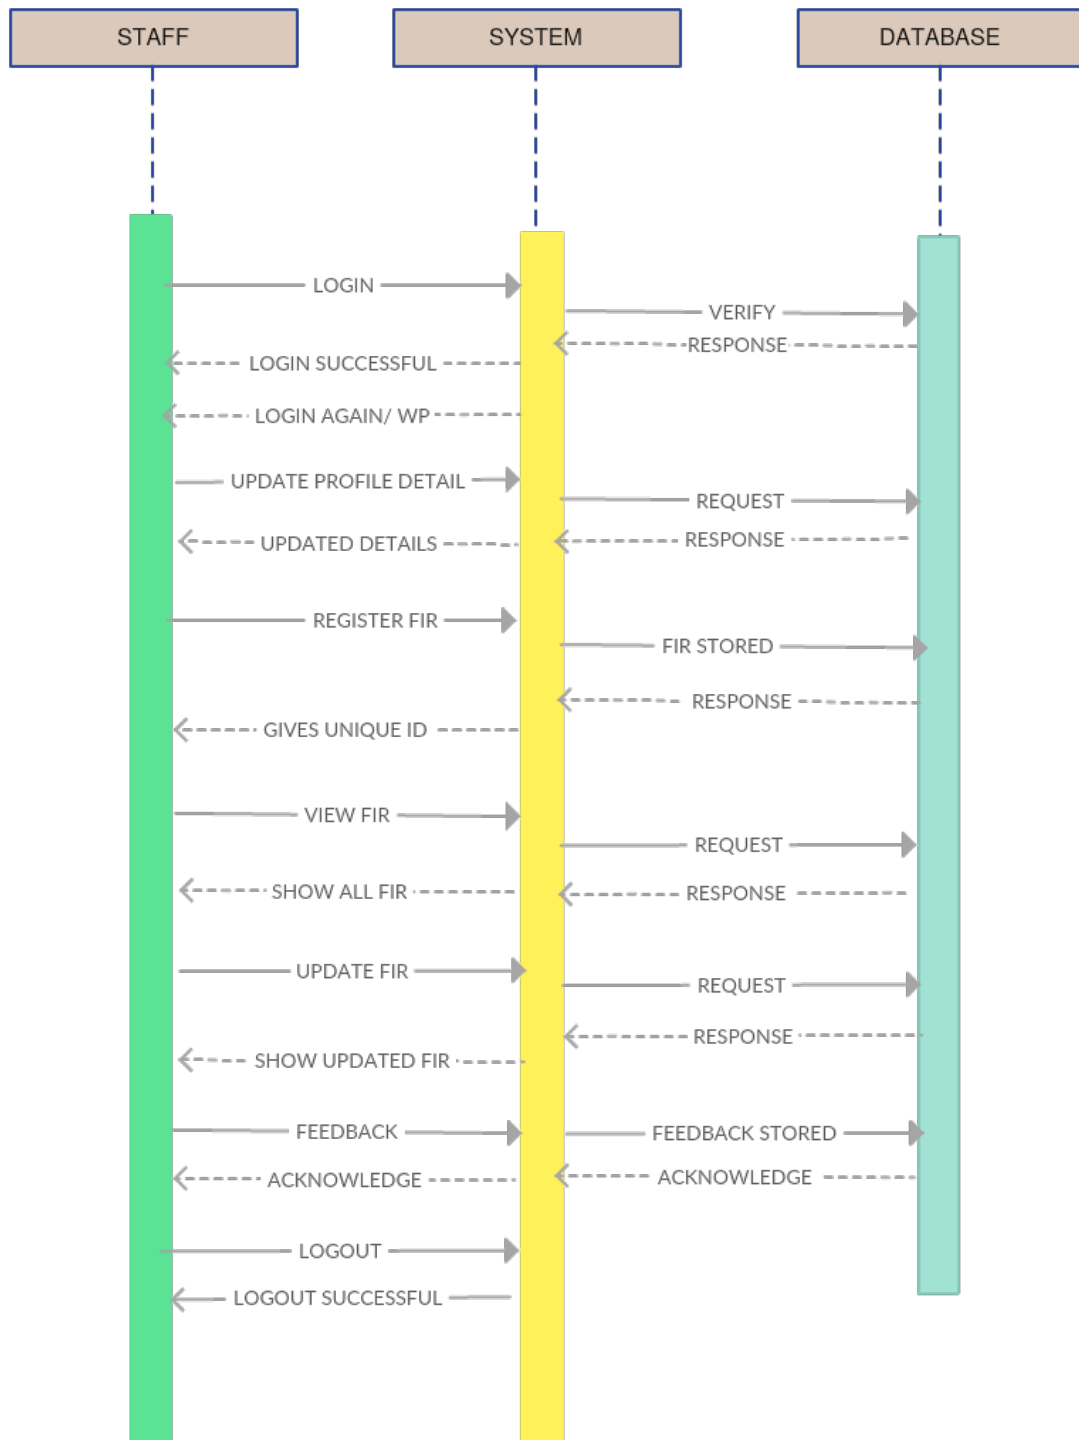 STAFF
SYSTEM
DATABASE
LOGIN
VERIFY
RESPONSE
LOGIN SUCCESSFUL
LOGIN AGAIN/ WP
UPDATE PROFILE DETAIL
REQUEST
RESPONSE
UPDATED DETAILS
REGISTER FIR
FIR STORED
RESPONSE
GIVES UNIQUE ID
VIEW FIR
REQUEST
SHOW ALL FIR
RESPONSE
UPDATE FIR
REQUEST
RESPONSE
SHOW UPDATED FIR
FEEDBACK
FEEDBACK STORED
ACKNOWLEDGE
ACKNOWLEDGE
LOGOUT
LOGOUT SUCCESSFUL